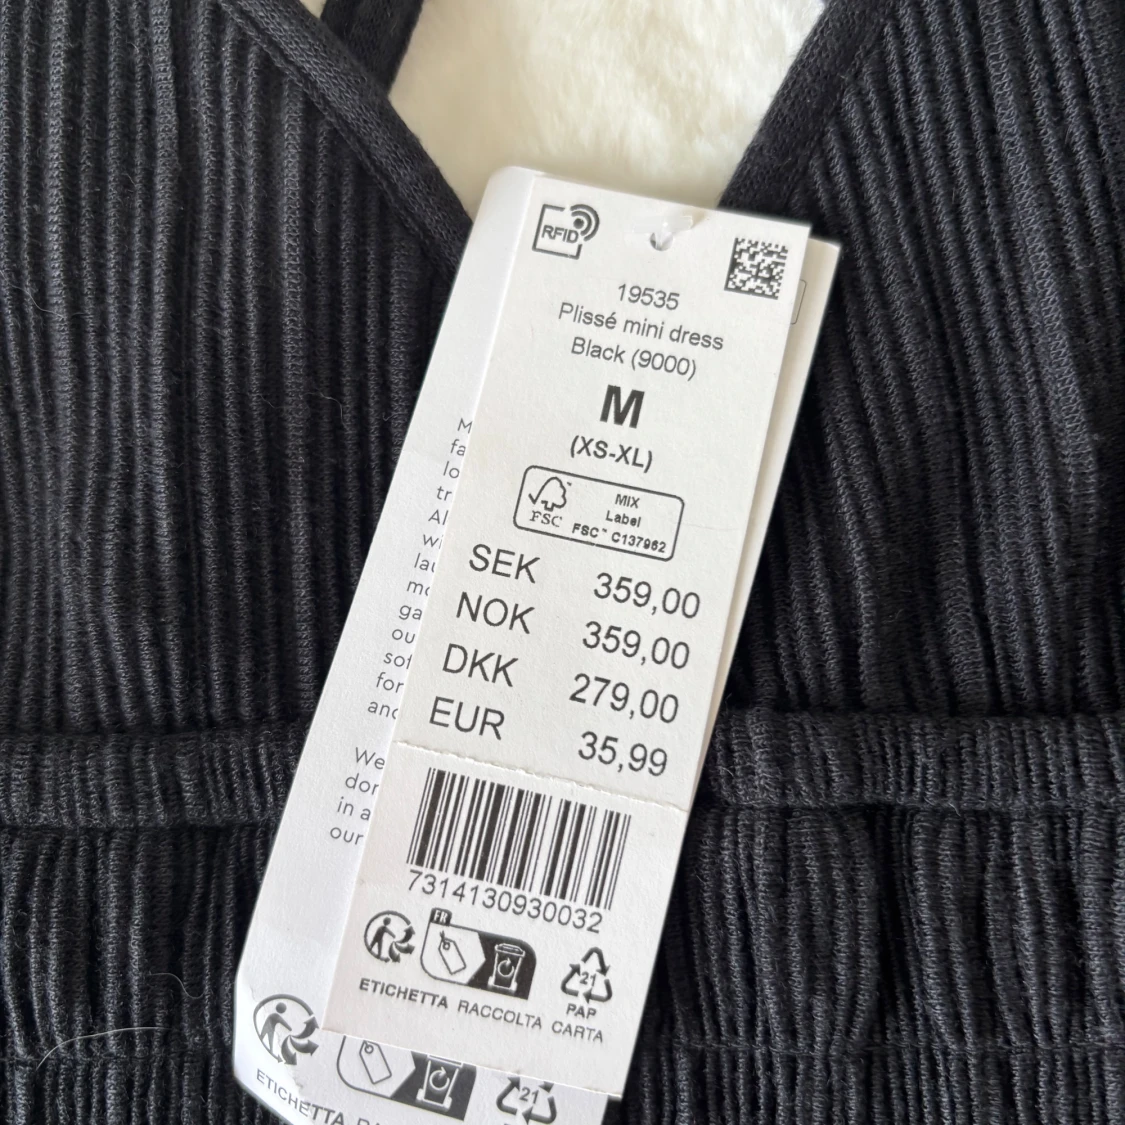 RFID
19535
Plissé mini dress
Black (9000)
M
(XS-XL)
FSC
MIX
Label
FSC™ C137962
SEK 359,00
NOK 359,00
DKK 279,00
EUR 35,99
7314130930032
FR
21
PAP
ETICHETTA RACCOLTA CARTA
We
in a
our
21
ETICHETTA